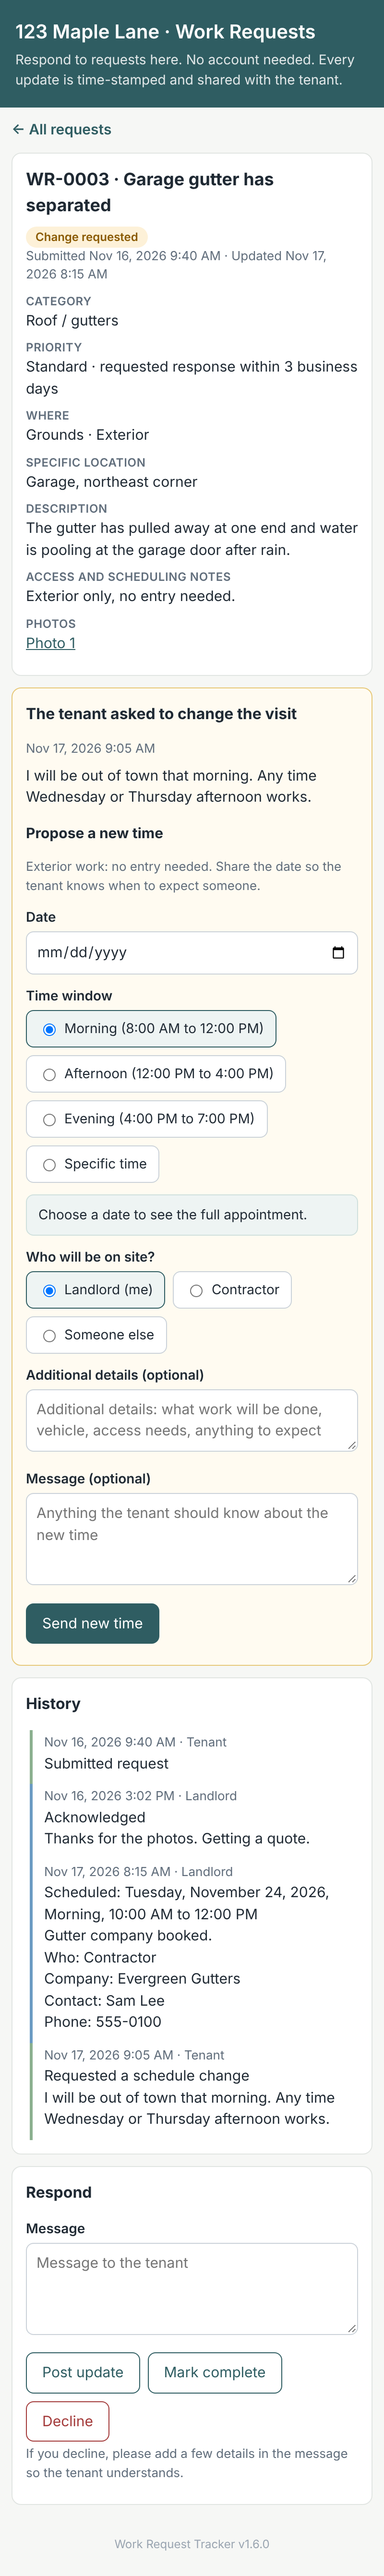 123 Maple Lane · Work Requests
Respond to requests here. No account needed. Every
update is time-stamped and shared with the tenant.
← All requests
WR-0003 · Garage gutter has
separated
Change requested
Submitted Nov 16, 2026 9:40 AM · Updated Nov 17,
2026 8:15 AM
CATEGORY
Roof / gutters
PRIORITY
Standard · requested response within 3 business
days
WHERE
Grounds · Exterior
SPECIFIC LOCATION
Garage, northeast corner
DESCRIPTION
The gutter has pulled away at one end and water
is pooling at the garage door after rain.
ACCESS AND SCHEDULING NOTES
Exterior only, no entry needed.
PHOTOS
Photo 1
The tenant asked to change the visit
Nov 17, 2026 9:05 AM
I will be out of town that morning. Any time
Wednesday or Thursday afternoon works.
Propose a new time
Exterior work: no entry needed. Share the date so the
tenant knows when to expect someone.
Date
mm/dd/yyyy
Time window
Morning (8:00 AM to 12:00 PM)
Afternoon (12:00 PM to 4:00 PM)
Evening (4:00 PM to 7:00 PM)
Specific time
Choose a date to see the full appointment.
Who will be on site?
Landlord (me)
Contractor
Someone else
Additional details (optional)
Additional details: what work will be done,
vehicle, access needs, anything to expect
Message (optional)
Anything the tenant should know about the
new time
Send new time
History
Nov 16, 2026 9:40 AM · Tenant
Submitted request
Nov 16, 2026 3:02 PM · Landlord
Acknowledged
Thanks for the photos. Getting a quote.
Nov 17, 2026 8:15 AM · Landlord
Scheduled: Tuesday, November 24, 2026,
Morning, 10:00 AM to 12:00 PM
Gutter company booked.
Who: Contractor
Company: Evergreen Gutters
Contact: Sam Lee
Phone: 555-0100
Nov 17, 2026 9:05 AM · Tenant
Requested a schedule change
I will be out of town that morning. Any time
Wednesday or Thursday afternoon works.
Respond
Message
Message to the tenant
Post update
Mark complete
Decline
If you decline, please add a few details in the message
so the tenant understands.
Work Request Tracker v1.6.0